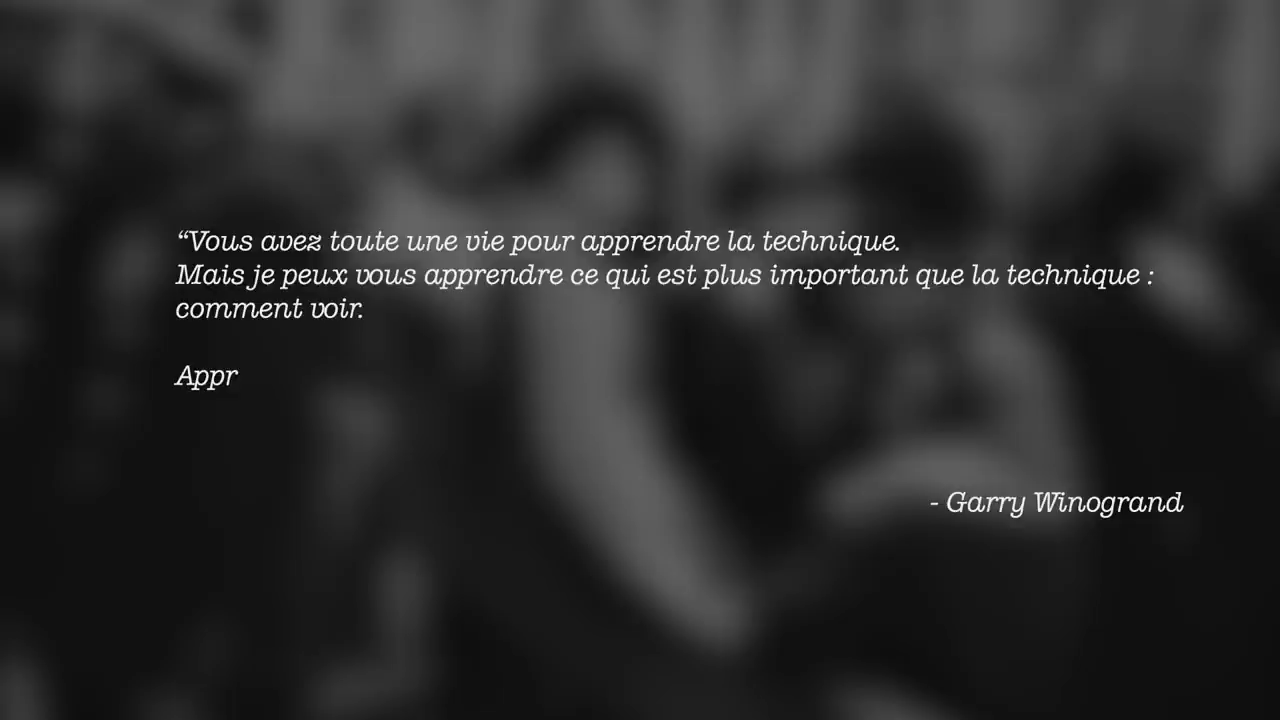 “Vous avez toute une vie pour apprendre la technique.
Mais je peux vous apprendre ce qui est plus important que la technique :
comment voir.
Appr
- Garry Winogrand